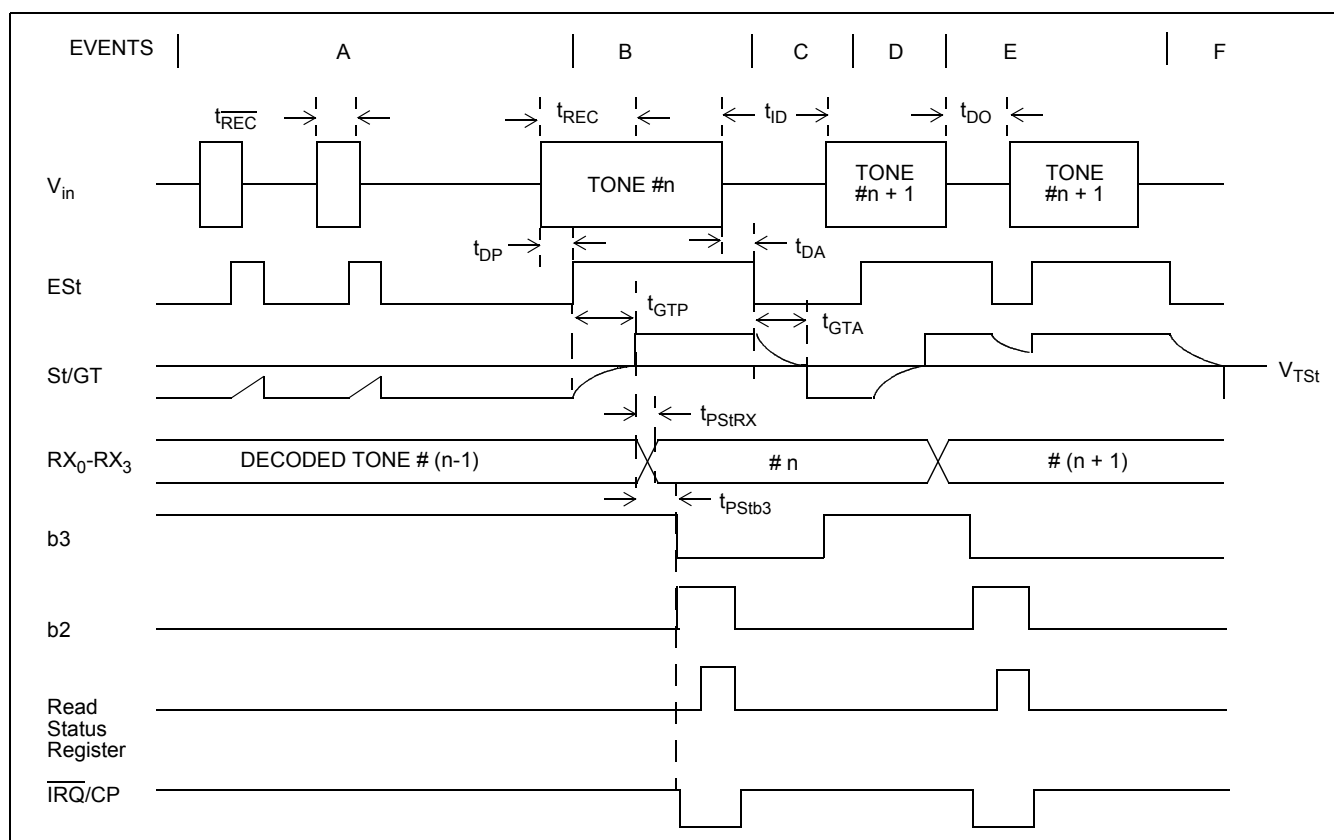 EVENTS A B C D E F
tREC tREC tID tDO
Vin TONE #n TONE #n + 1 TONE #n + 1
tDP tDA
ESt
tGTP tGTA
St/GT VTSt
tPStRX
RX0-RX3 DECODED TONE # (n-1) # n # (n + 1)
tPStb3
b3
b2
Read
Status
Register
IRQ/CP